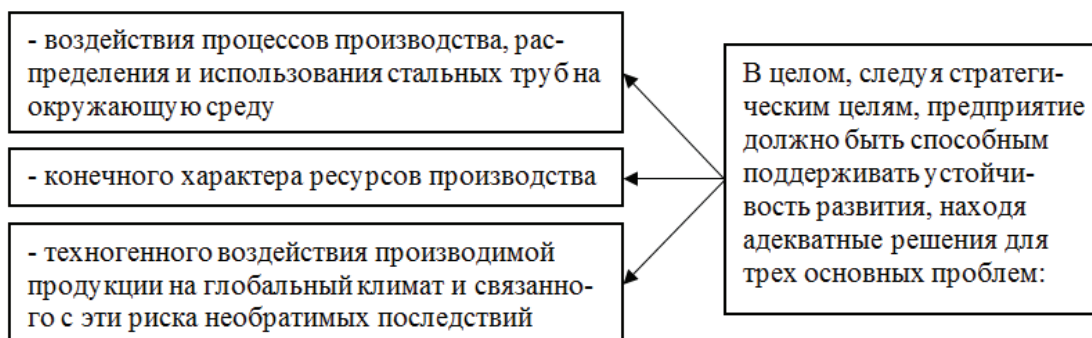 - воздействия процессов производства, рас-
пределения и использования стальных труб на
окружающую среду
- конечного характера ресурсов производства
- техногенного воздействия производимой
продукции на глобальный климат и связанно-
го с эти риска необратимых последствий
В целом, следуя стратеги-
ческим целям, предприятие
должно быть способным
поддерживать устойчи-
вость развития, находя
адекватные решения для
трех основных проблем: